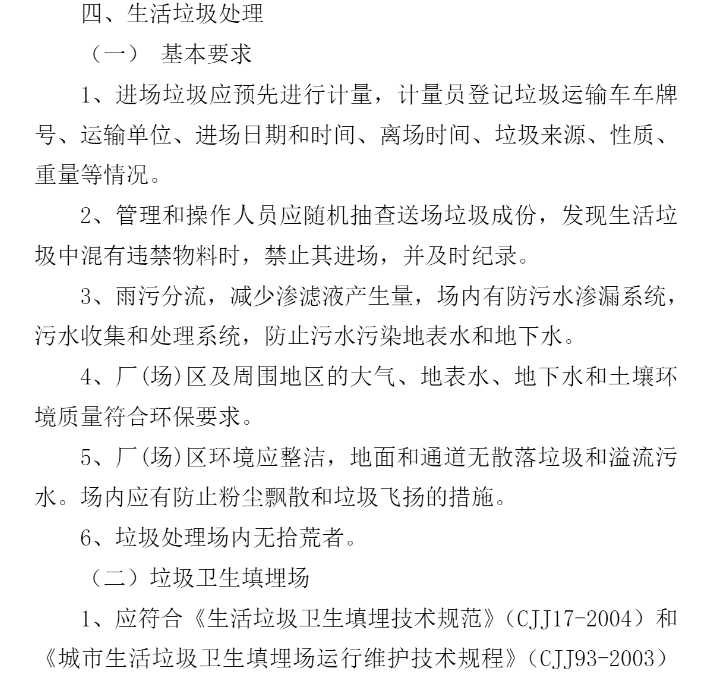 四、生活垃圾处理
（一） 基本要求
1、进场垃圾应预先进行计量，计量员登记垃圾运输车车牌
号、运输单位、进场日期和时间、离场时间、垃圾来源、性质、
重量等情况。
2、管理和操作人员应随机抽查送场垃圾成份，发现生活垃
圾中混有违禁物料时，禁止其进场，并及时纪录。
3、雨污分流，减少渗滤液产生量，场内有防污水渗漏系统，
污水收集和处理系统，防止污水污染地表水和地下水。
4、厂(场)区及周围地区的大气、地表水、地下水和土壤环
境质量符合环保要求。
5、厂(场)区环境应整洁，地面和通道无散落垃圾和溢流污
水。场内应有防止粉尘飘散和垃圾飞扬的措施。
6、垃圾处理场内无拾荒者。
（二）垃圾卫生填埋场
1、应符合《生活垃圾卫生填埋技术规范》（CJJ17-2004）和
《城市生活垃圾卫生填埋场运行维护技术规程》（CJJ93-2003）